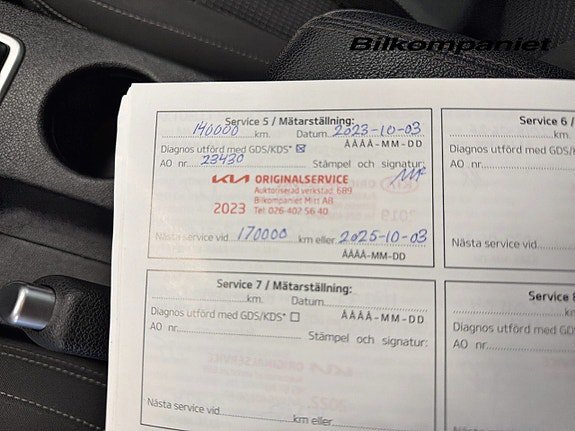 Bilkompaniet
Service 5 / Mätarställning:
140000 km. Datum 2023-10-03
Diagnos utförd med GDS/KDS* ☒ ÅÅÅÅ-MM-DD
AO nr. 23430 Stämpel och signatur:
KIA ORIGINALSERVICE
Auktoriserad verkstad: 689
Bilkompaniet Mitt AB
2023 Tel: 026-402 56 40
Nästa service vid 170000 km eller 2025-10-03
ÅÅÅÅ-MM-DD
Service 6 /
km.
Diagnos utförd med GDS/K
AO nr.
Nästa service vid
Service 7 / Mätarställning:
km. Datum
Diagnos utförd med GDS/KDS* ☐ ÅÅÅÅ-MM-DD
AO nr. Stämpel och signatur:
Nästa service vid km eller
Service 8
km.
Diagnos utförd med GDS
AO nr.